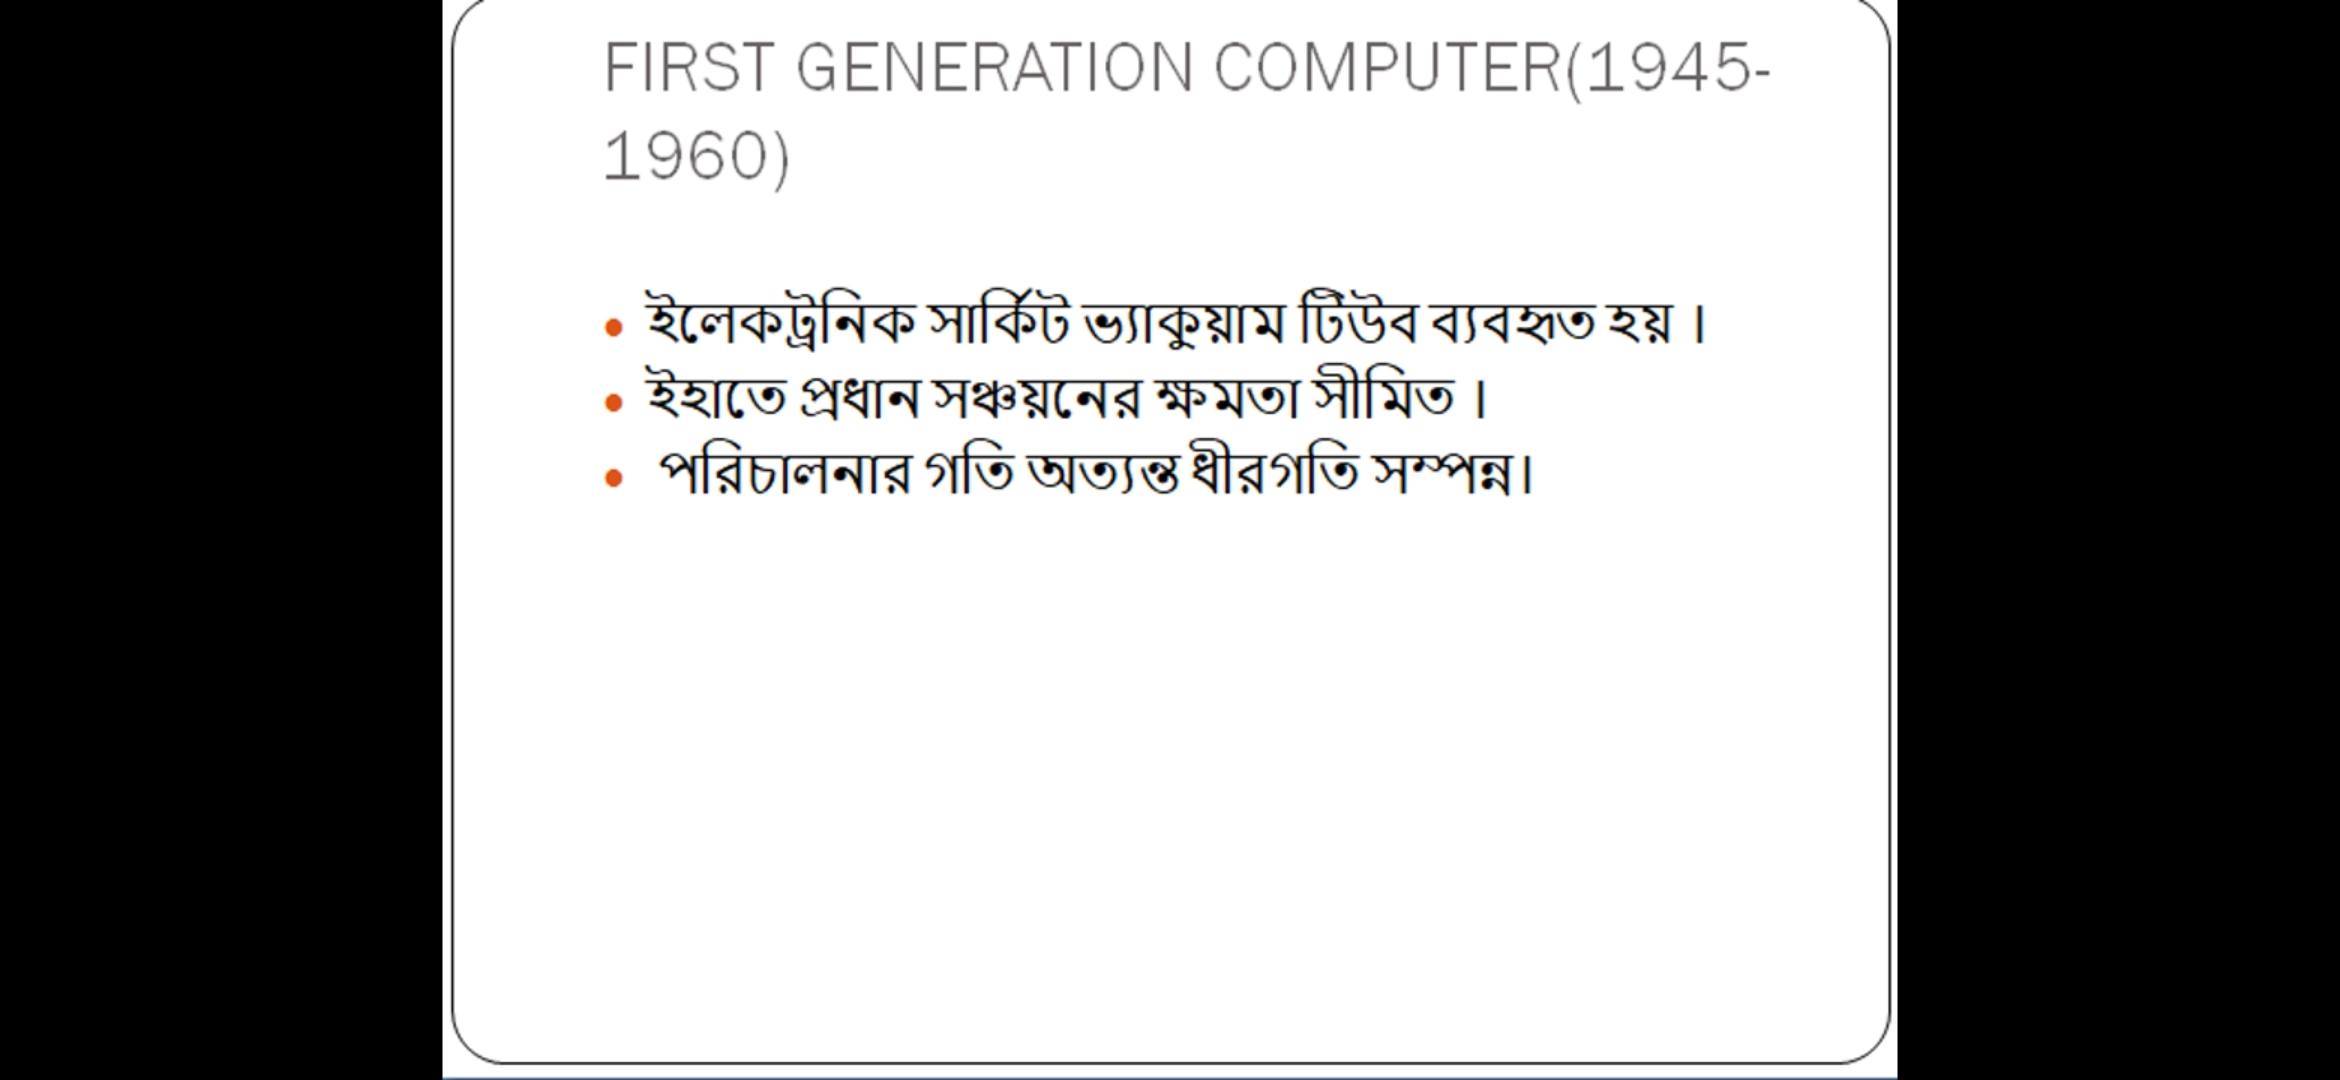 FIRST GENERATION COMPUTER(1945-
1960)
• ইলেকট্রনিক সার্কিট ভ্যাকুয়াম টিউব ব্যবহৃত হয় ।
• ইহাতে প্রধান সঞ্চয়নের ক্ষমতা সীমিত ।
• পরিচালনার গতি অত্যন্ত ধীরগতি সম্পন্ন।